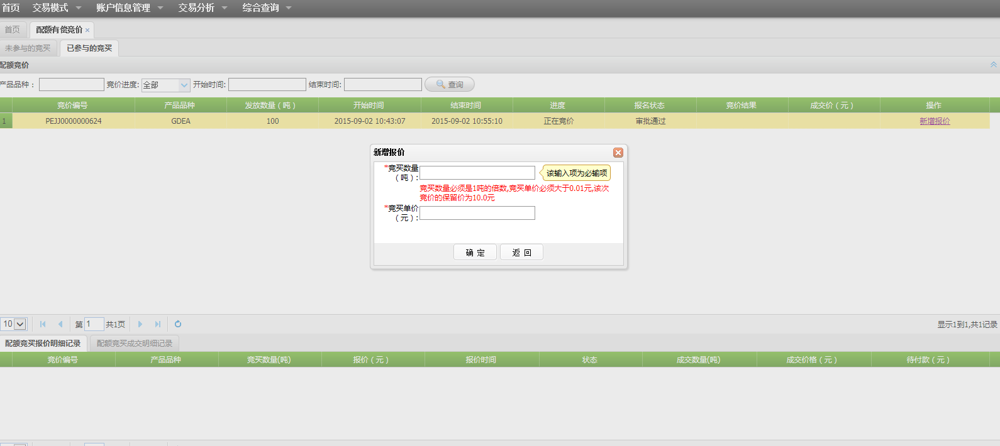 首页 交易模式 账户信息管理 交易分析 综合查询
首页 配额有偿竞价 ×
未参与的竞买 已参与的竞买
配额竞价
产品品种： 竞价进度: 全部 开始时间: 结束时间: 查询
竞价编号 产品品种 发放数量（吨） 开始时间 结束时间 进度 报名状态 竞价结果 成交价（元） 操作
1 PEJJ0000000624 GDEA 100 2015-09-02 10:43:07 2015-09-02 10:55:10 正在竞价 审批通过 新增报价
新增报价
*竞买数量（吨）:
该输入项为必输项
竞买数量必须是1吨的倍数,竞买单价必须大于0.01元,该次
竞价的保留价为10.0元
*竞买单价（元）:
确 定 返 回
10 第 1 共1页 显示1到1,共1记录
配额竞买报价明细记录 配额竞买成交明细记录
竞价编号 产品品种 竞买数量(吨) 报价（元） 报价时间 状态 成交数量(吨) 成交价格（元） 待付款（元）